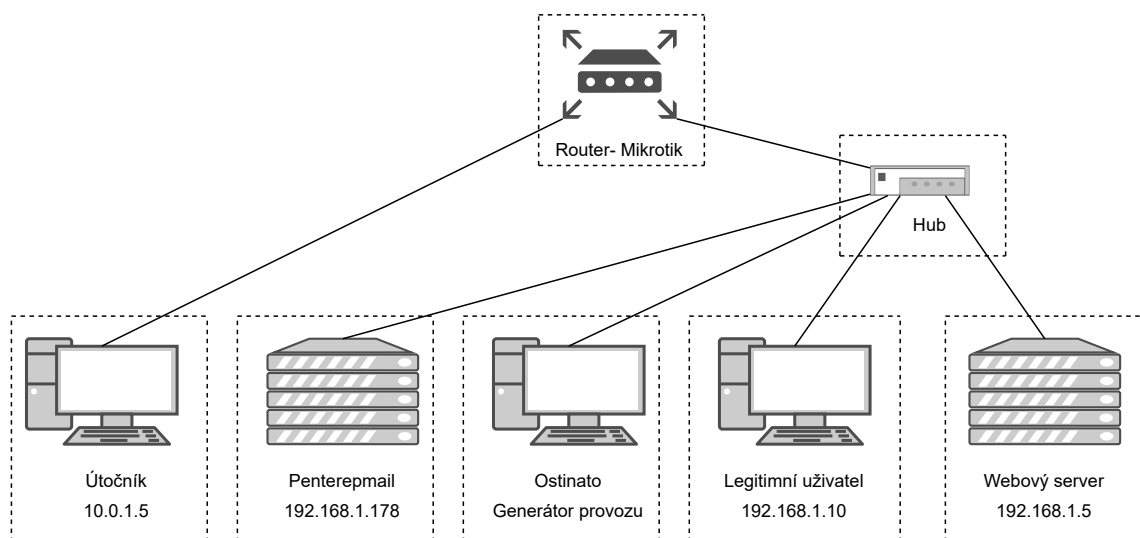 Router- Mikrotik
Hub
Útočník
10.0.1.5
Penterepmail
192.168.1.178
Ostinato
Generátor provozu
Legitimní uživatel
192.168.1.10
Webový server
192.168.1.5